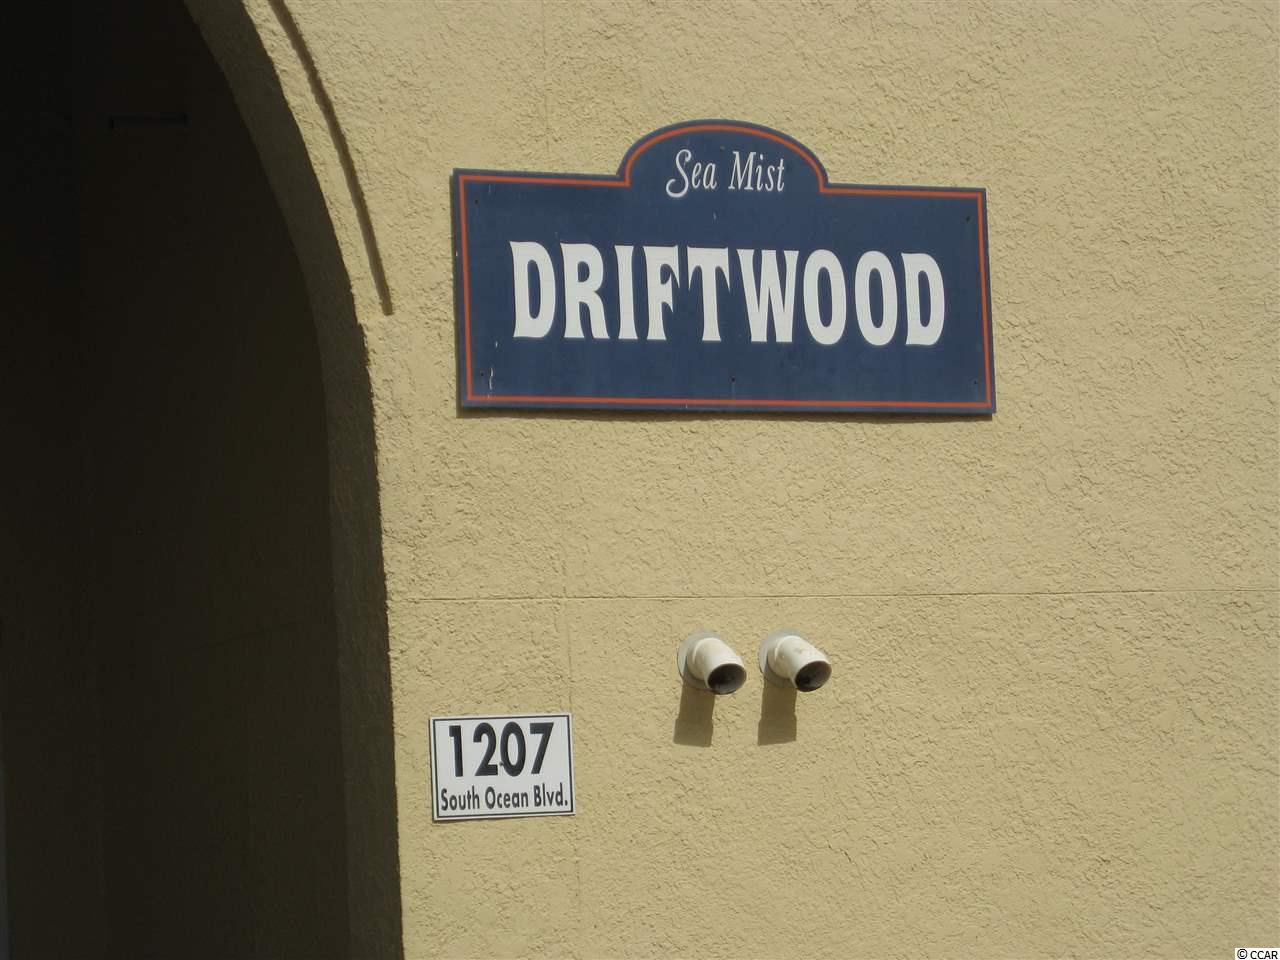 Sea Mist
DRIFTWOOD
1207
South Ocean Blvd.
© CCAR